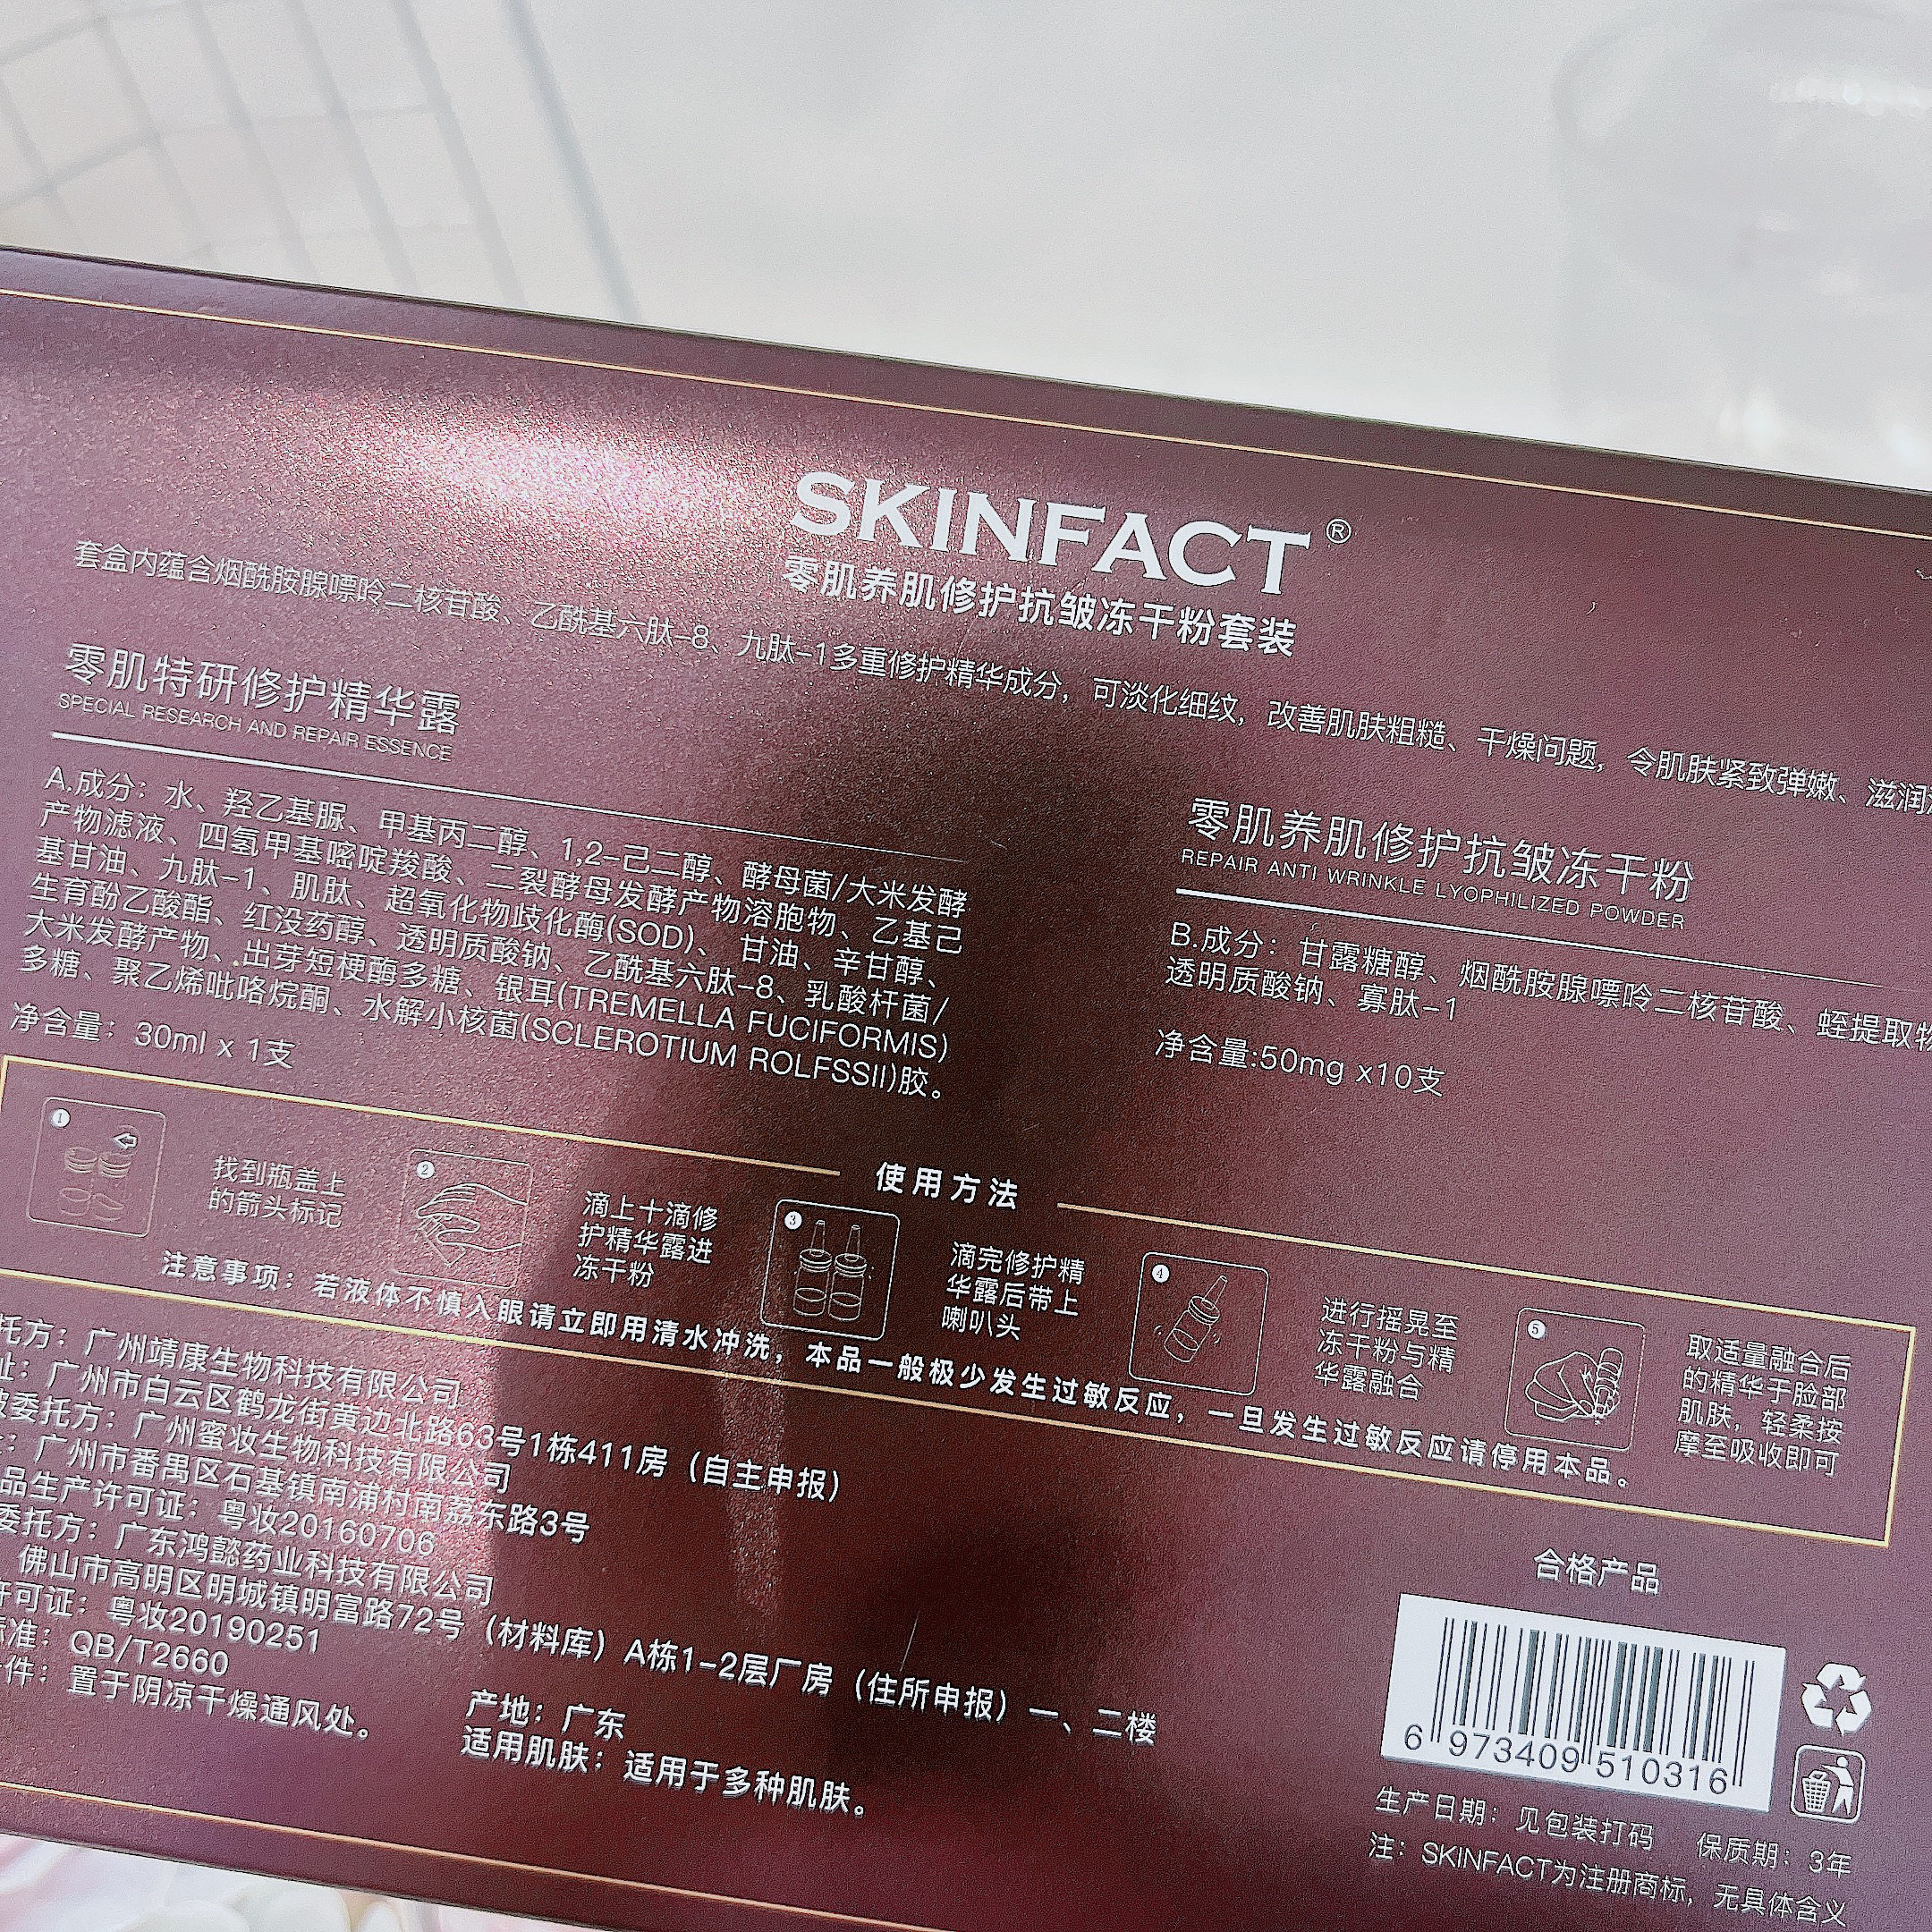 SKINFACT®
零肌养肌修护抗皱冻干粉套装
套盒内蕴含烟酰胺腺嘌呤二核苷酸、乙酰基六肽-8、九肽-1多重修护精华成分，可淡化细纹，改善肌肤粗糙、干燥问题，令肌肤紧致弹嫩、滋润
零肌特研修护精华露
SPECIAL RESEARCH AND REPAIR ESSENCE
A.成分：水、羟乙基脲、甲基丙二醇、1,2-己二醇、酵母菌/大米发酵
产物滤液、四氢甲基嘧啶羧酸、二裂酵母发酵产物溶胞物、乙基己
基甘油、九肽-1、肌肽、超氧化物歧化酶(SOD)、甘油、辛甘醇、
生育酚乙酸酯、红没药醇、透明质酸钠、乙酰基六肽-8、乳酸杆菌/
大米发酵产物、出芽短梗酶多糖、银耳(TREMELLA FUCIFORMIS)
多糖、聚乙烯吡咯烷酮、水解小核菌(SCLEROTIUM ROLFSSII)胶。
净含量：30ml x 1支
零肌养肌修护抗皱冻干粉
REPAIR ANTI WRINKLE LYOPHILIZED POWDER
B.成分：甘露糖醇、烟酰胺腺嘌呤二核苷酸、蛭提取物
透明质酸钠、寡肽-1
净含量:50mg x10支
使用方法
1
找到瓶盖上
的箭头标记
2
滴上十滴修
护精华露进
冻干粉
3
滴完修护精
华露后带上
喇叭头
4
进行摇晃至
冻干粉与精
华露融合
5
取适量融合后
的精华于脸部
肌肤，轻柔按
摩至吸收即可
注意事项：若液体不慎入眼请立即用清水冲洗，本品一般极少发生过敏反应，一旦发生过敏反应请停用本品。
托方：广州靖康生物科技有限公司
址：广州市白云区鹤龙街黄边北路63号1栋411房（自主申报）
被委托方：广州蜜妆生物科技有限公司
：广州市番禺区石基镇南浦村南荔东路3号
品生产许可证：粤妆20160706
委托方：广东鸿懿药业科技有限公司
佛山市高明区明城镇明富路72号（材料库）A栋1-2层厂房（住所申报）一、二楼
许可证：粤妆20190251
标准：QB/T2660
件：置于阴凉干燥通风处。
产地：广东
适用肌肤：适用于多种肌肤。
合格产品
6 973409 510316
生产日期：见包装打码 保质期：3年
注：SKINFACT为注册商标，无具体含义